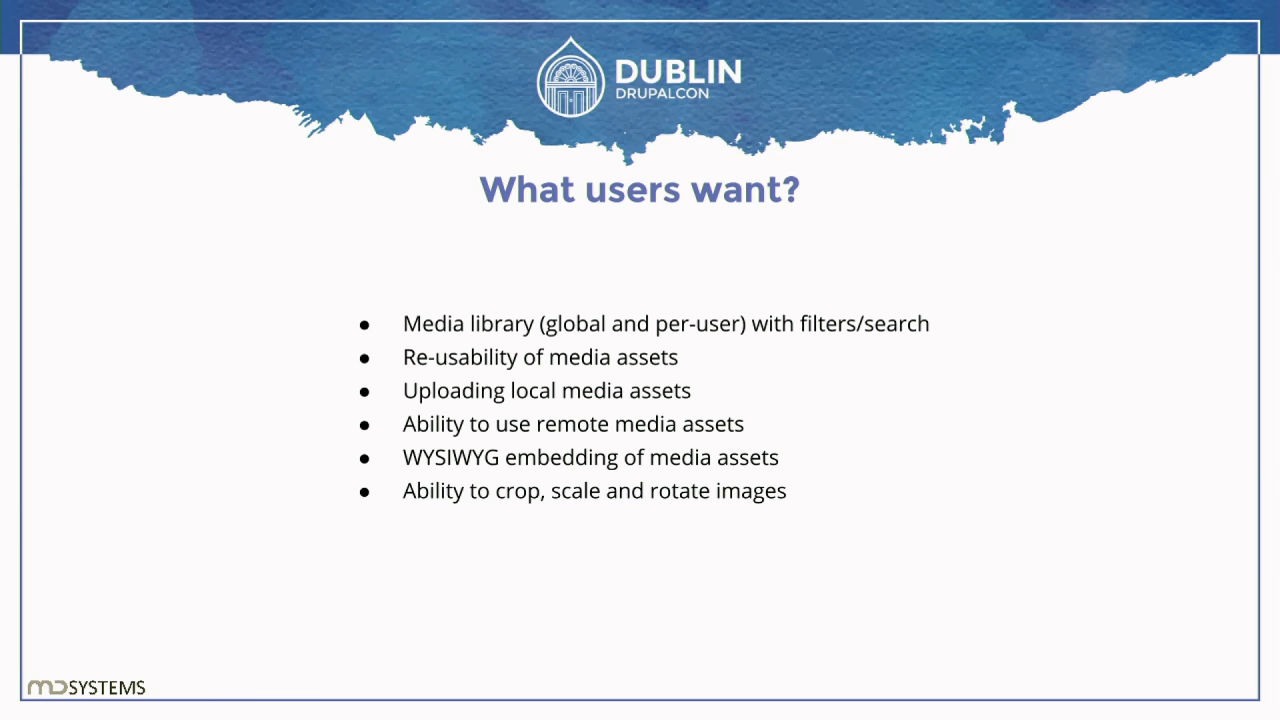 DUBLIN
DRUPALCON
What users want?
● Media library (global and per-user) with filters/search
● Re-usability of media assets
● Uploading local media assets
● Ability to use remote media assets
● WYSIWYG embedding of media assets
● Ability to crop, scale and rotate images
MD SYSTEMS